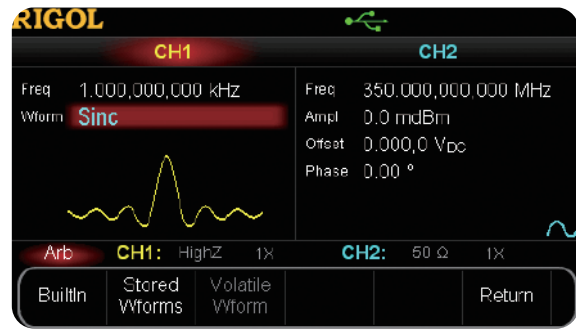 RIGOL
CH1
CH2
Freq 1.000,000,000 kHz
Wform Sinc
Freq 350.000,000,000 MHz
Ampl 0.0 mdBm
Offset 0.000,0 VDC
Phase 0.00 °
Arb CH1: HighZ 1X CH2: 50 Ω 1X
BuiltIn
Stored Wforms
Volatile Wform
Return